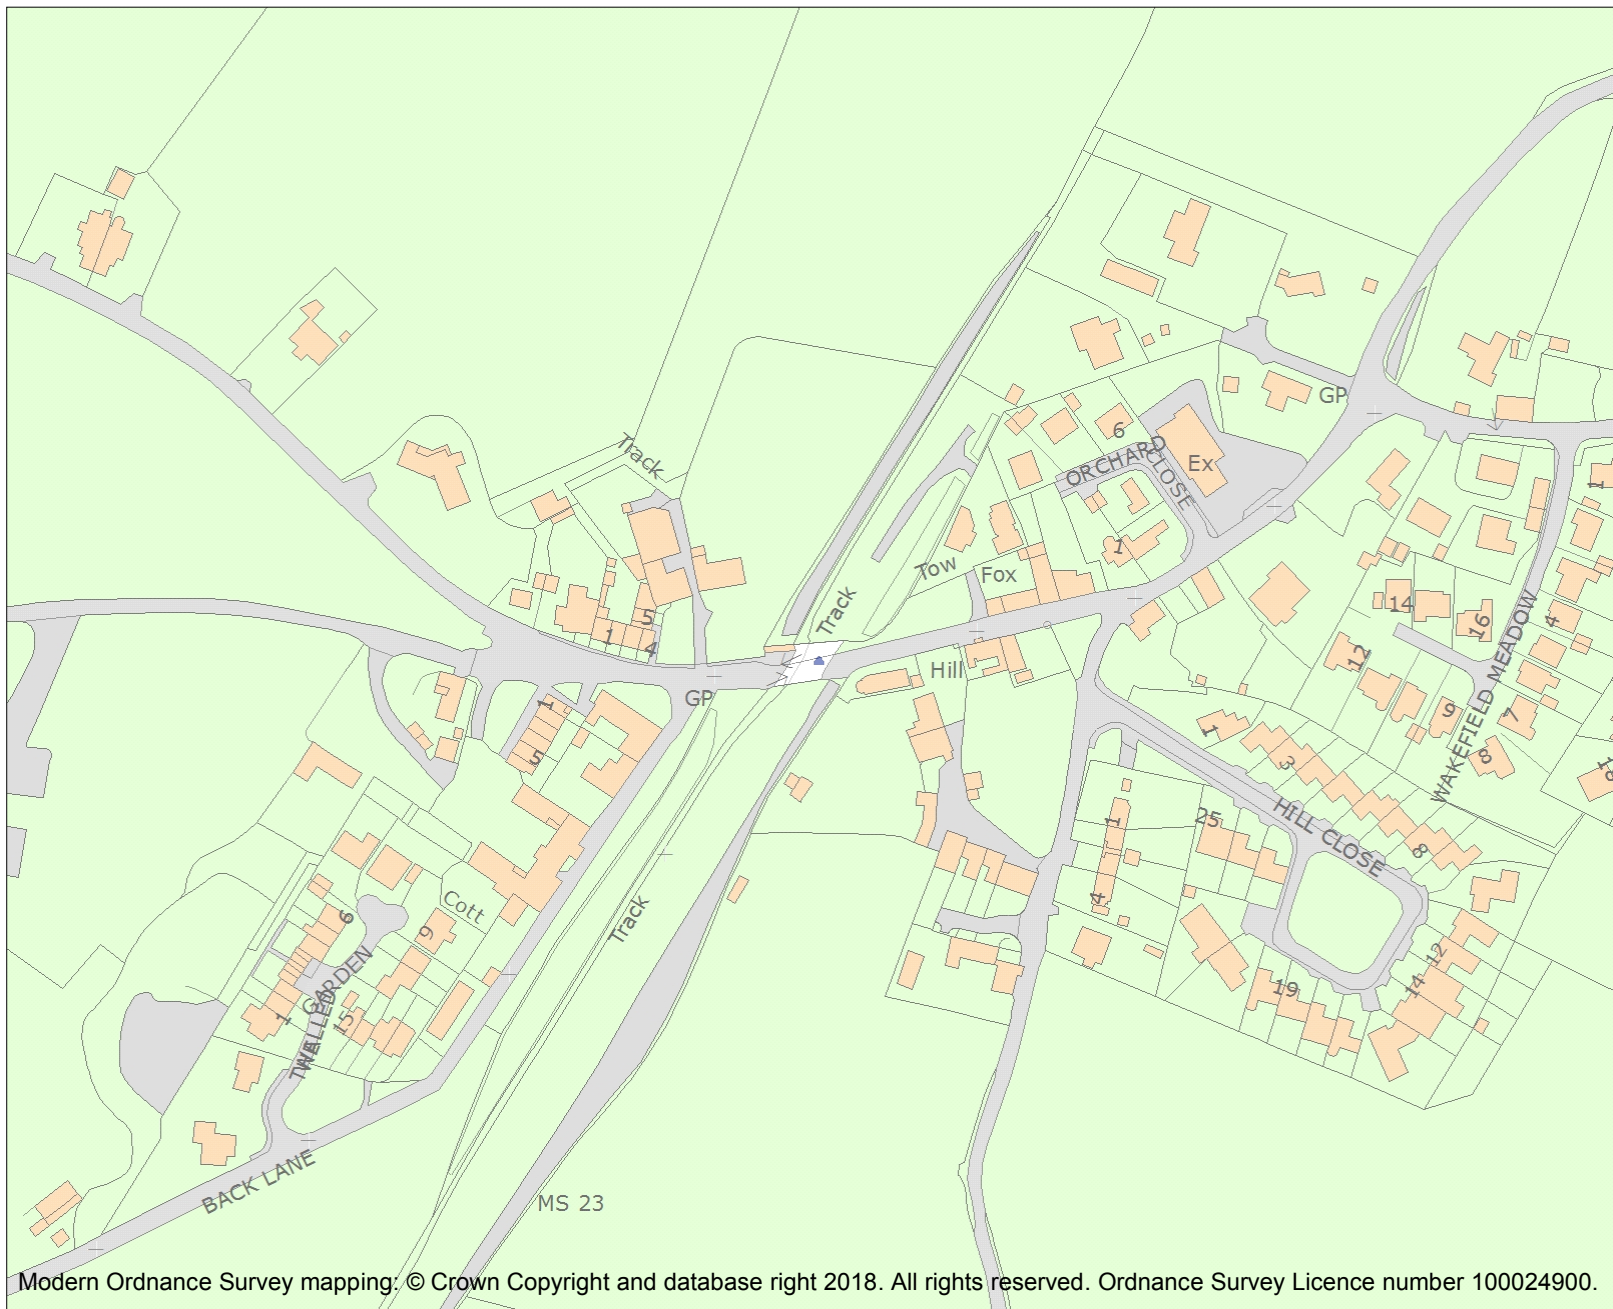 GP
Track
6
ORCHARD
CLOSE
Ex
1
1
Tow
Fox
Track
14
16
4
5
1
4
12
WAKEFIELD MEADOW
Hill
GP
1
5
9
7
8
1
3
HILL CLOSE
25
1
8
4
Cott
6
9
Track
12
14
19
THE WALLED
GARDEN
1
15
BACK LANE
MS 23
Modern Ordnance Survey mapping: © Crown Copyright and database right 2018. All rights reserved. Ordnance Survey Licence number 100024900.